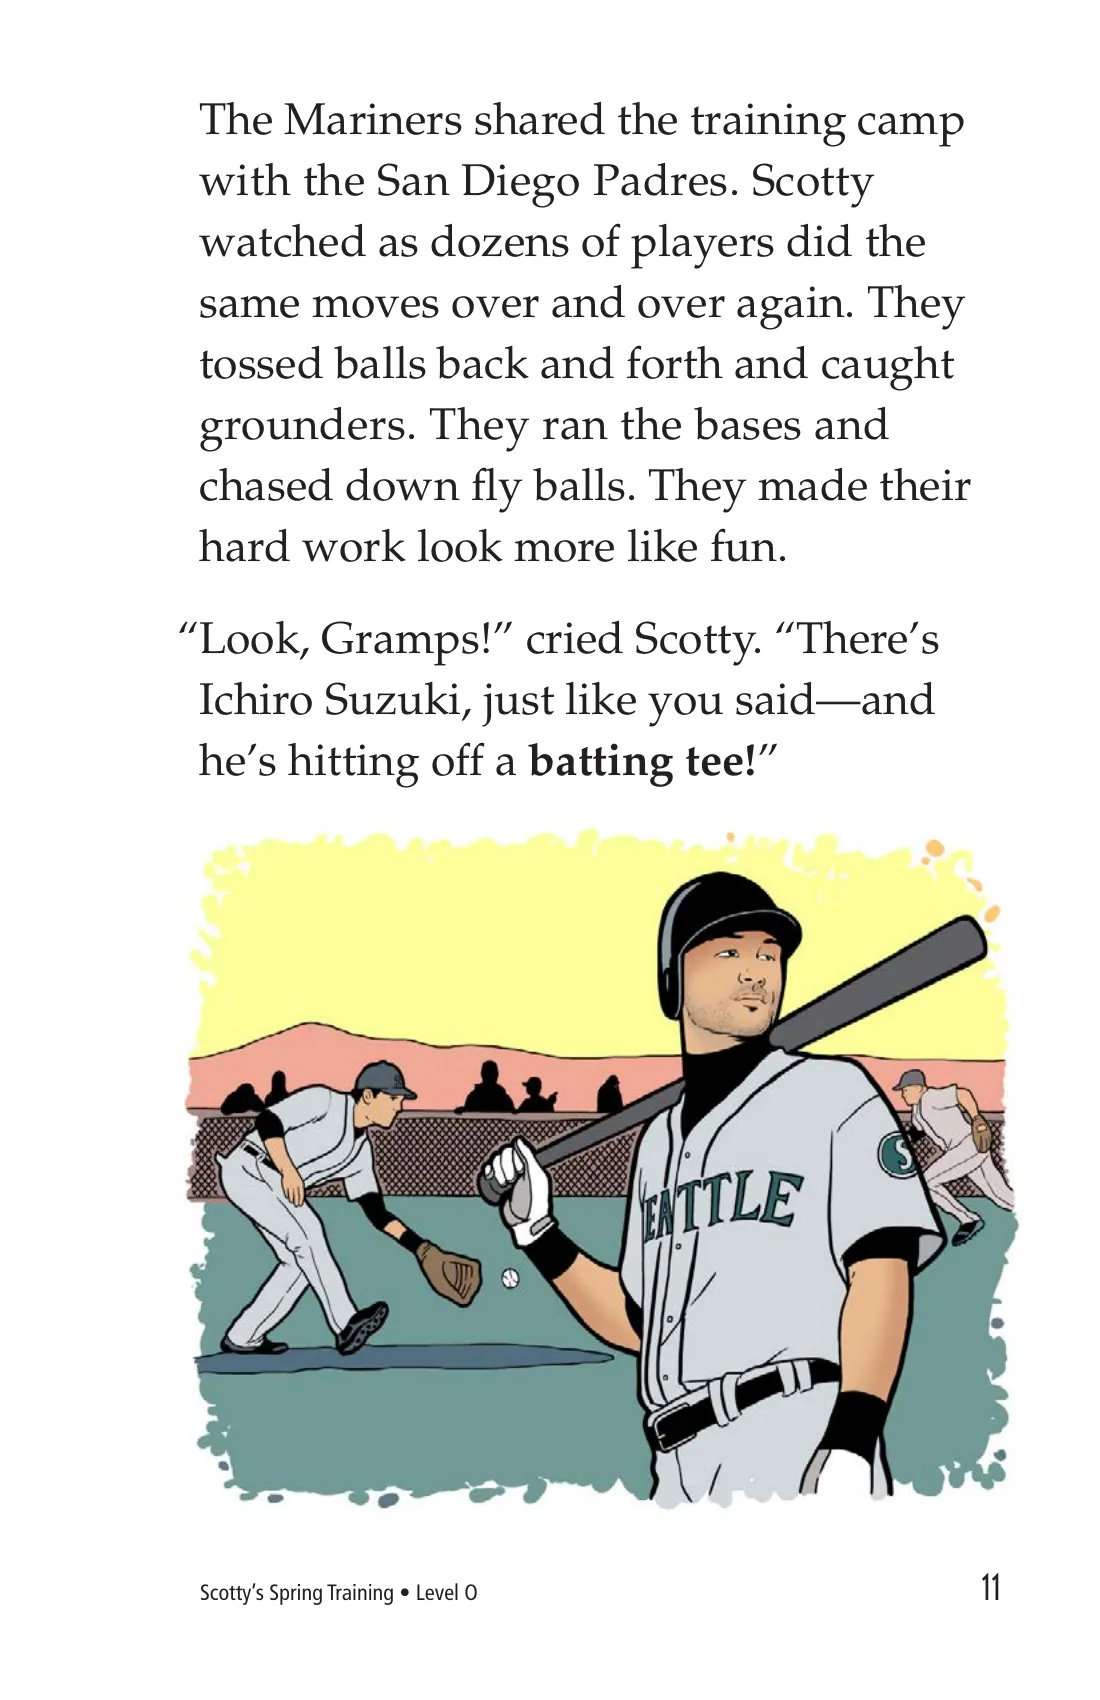 The Mariners shared the training camp
with the San Diego Padres. Scotty
watched as dozens of players did the
same moves over and over again. They
tossed balls back and forth and caught
grounders. They ran the bases and
chased down fly balls. They made their
hard work look more like fun.
“Look, Gramps!” cried Scotty. “There’s
Ichiro Suzuki, just like you said—and
he’s hitting off a batting tee!”
S
SEATTLE
Scotty’s Spring Training • Level O
11